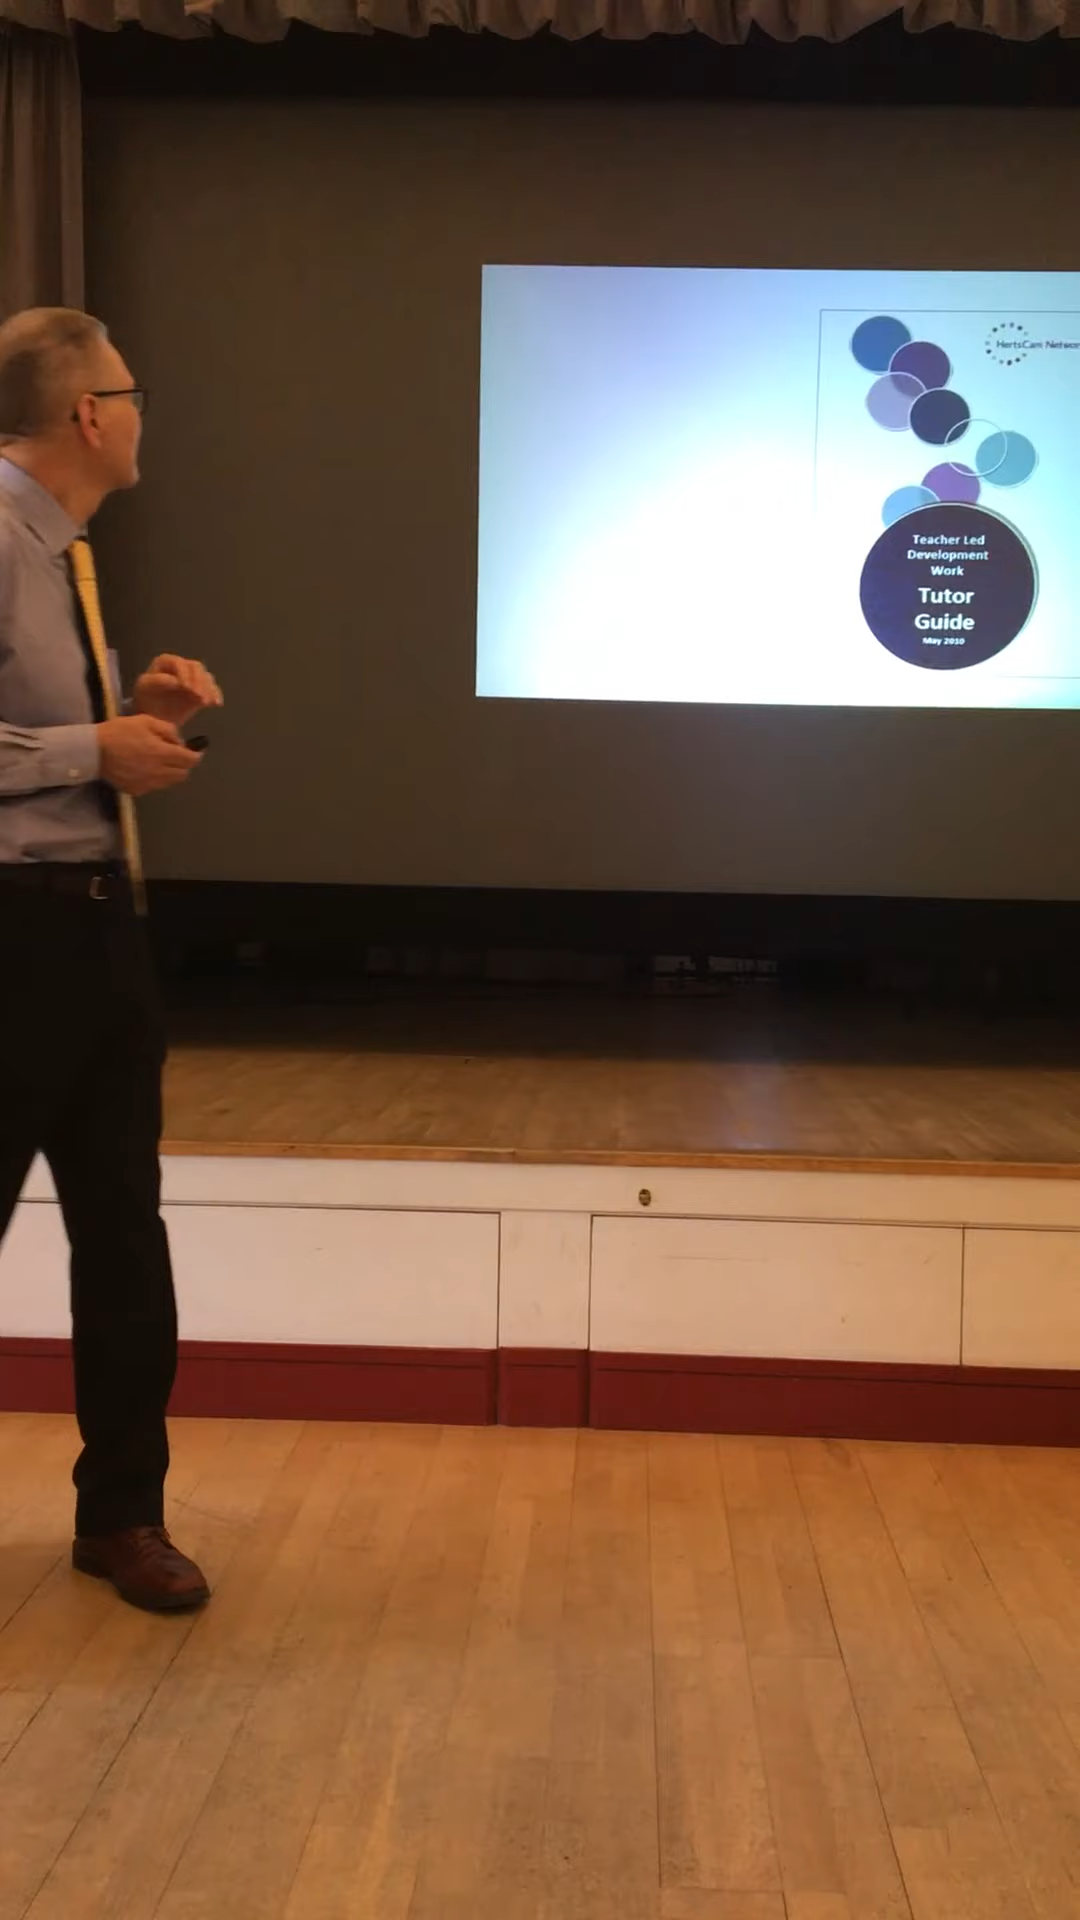 HertsCam Networ
Teacher Led
Development
Work
Tutor
Guide
May 2010